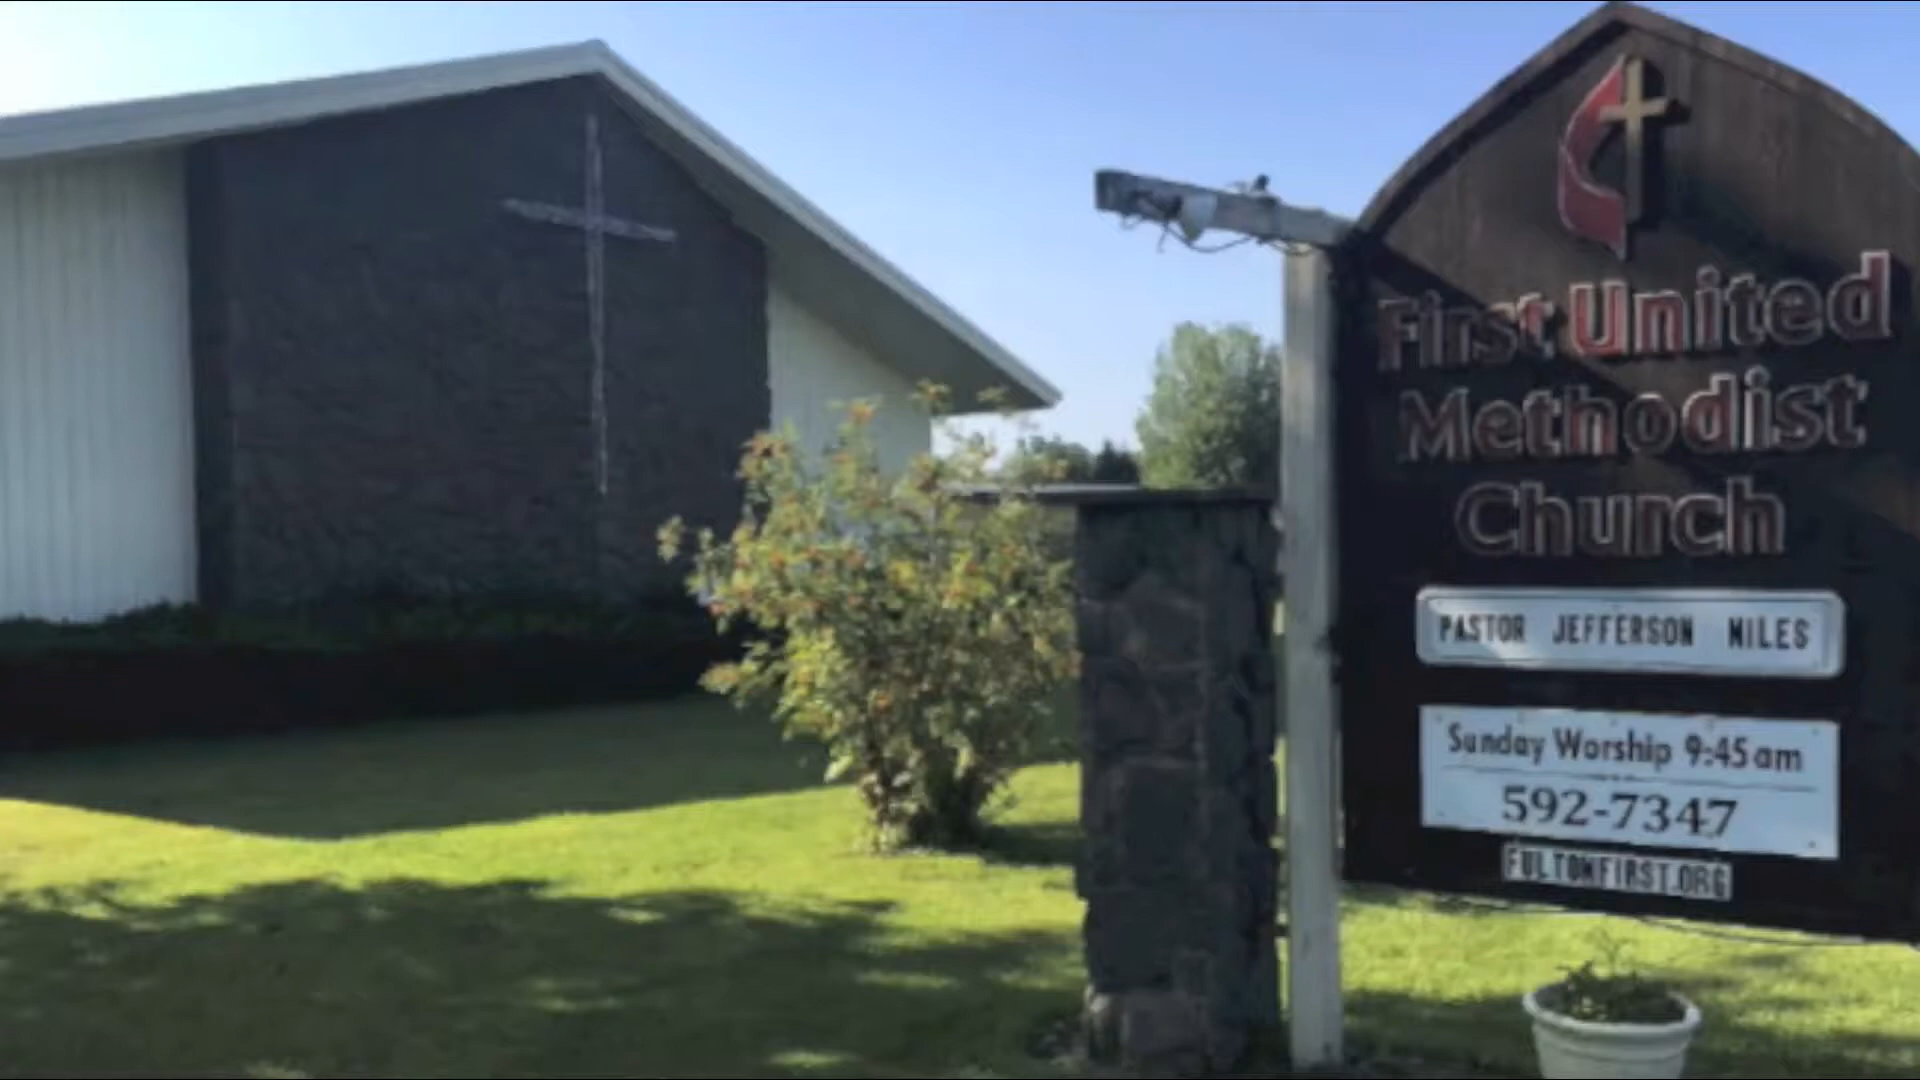 First United
Methodist
Church
PASTOR JEFFERSON NILES
Sunday Worship 9:45 am
592-7347
FULTONFIRST.ORG